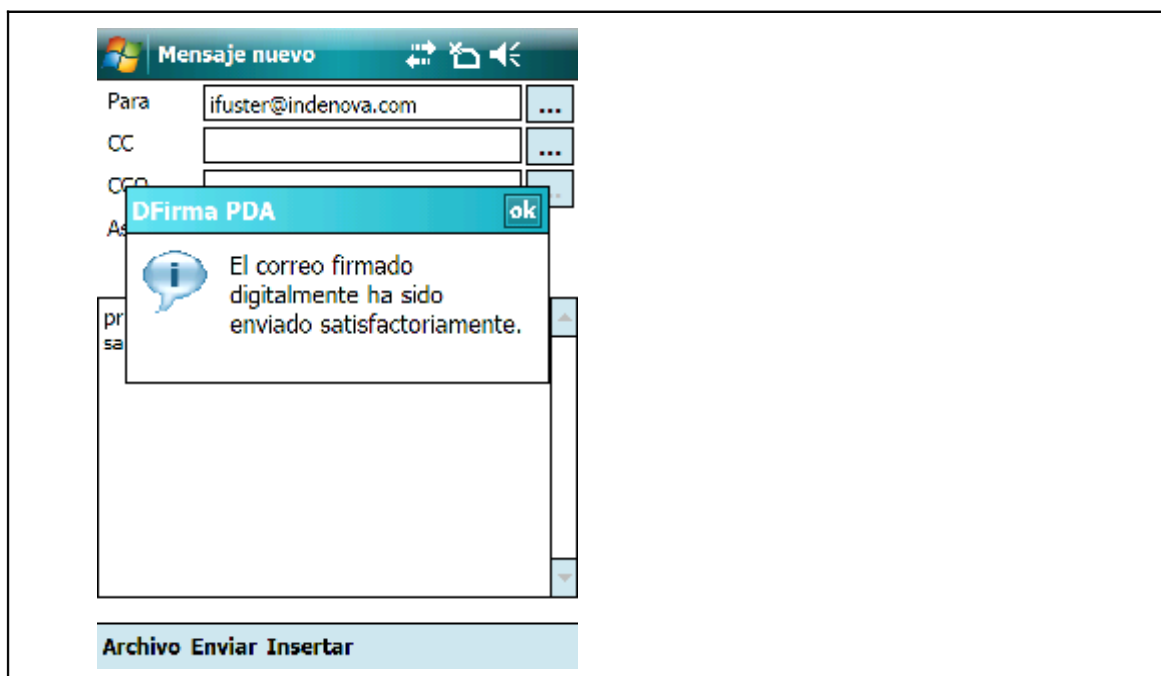 Mensaje nuevo
Para ifuster@indenova.com ...
CC ...
DFirma PDA ok
El correo firmado
digitalmente ha sido
enviado satisfactoriamente.
Archivo Enviar Insertar